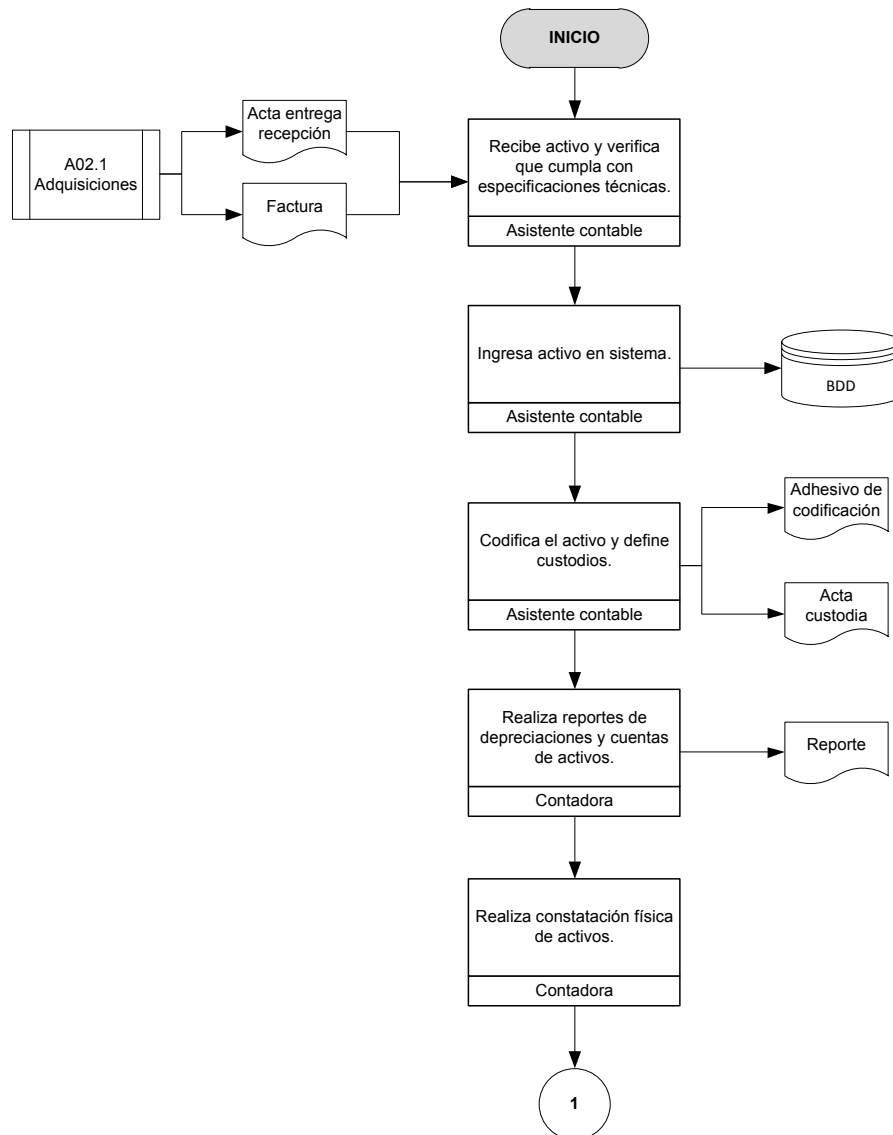 INICIO
Acta entrega
recepción
A02.1
Adquisiciones
Factura
Recibe activo y verifica
que cumpla con
especificaciones técnicas.
Asistente contable
Ingresa activo en sistema.
Asistente contable
BDD
Codifica el activo y define
custodios.
Asistente contable
Adhesivo de
codificación
Acta
custodia
Realiza reportes de
depreciaciones y cuentas
de activos.
Contadora
Reporte
Realiza constatación física
de activos.
Contadora
1